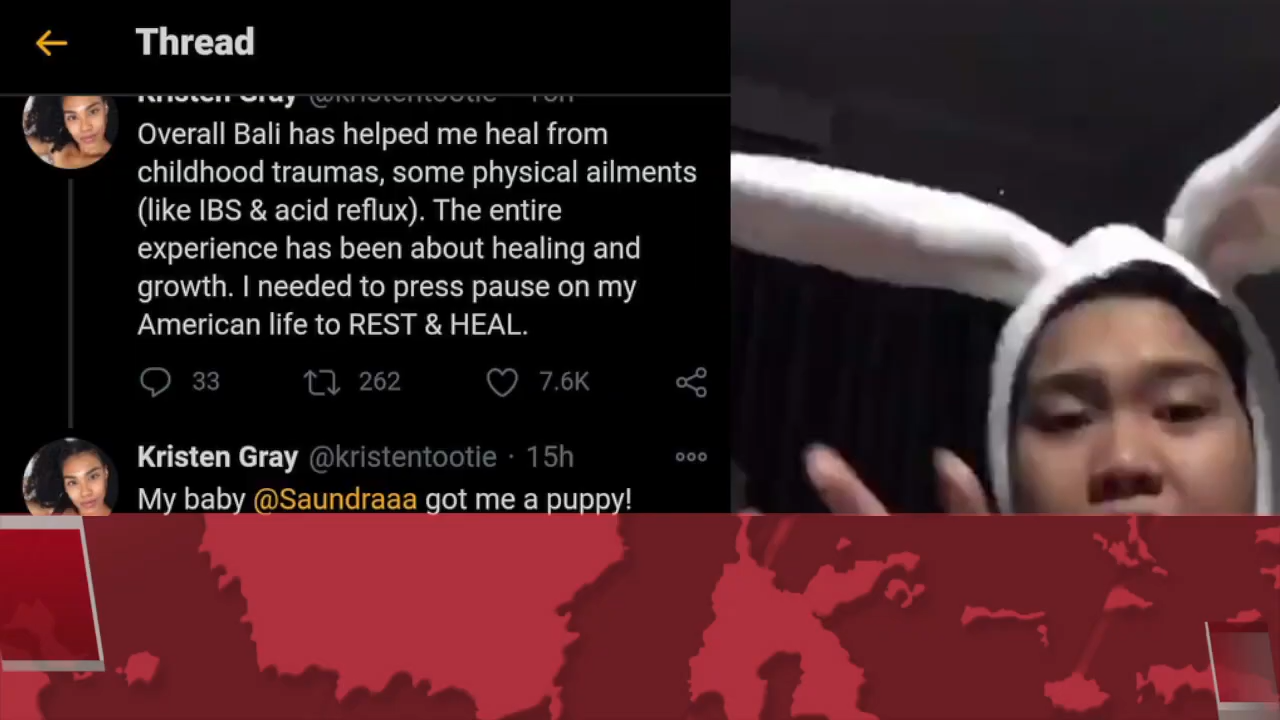 Thread
Kristen Gray @kristentootie · 15h
Overall Bali has helped me heal from
childhood traumas, some physical ailments
(like IBS & acid reflux). The entire
experience has been about healing and
growth. I needed to press pause on my
American life to REST & HEAL.
33 262 7.6K
Kristen Gray @kristentootie · 15h
My baby @Saundraaa got me a puppy!